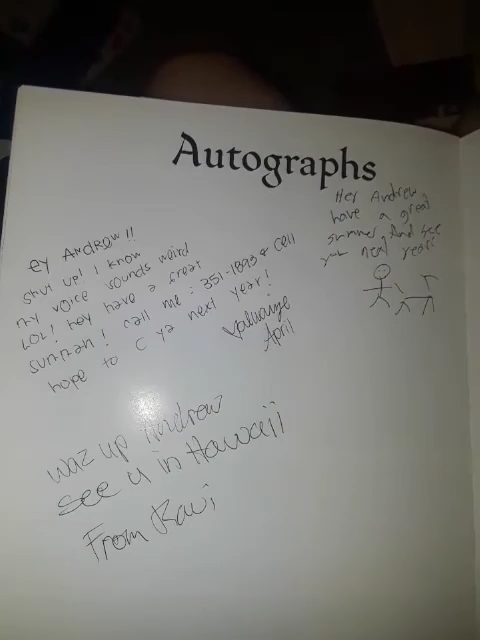 Autographs
Hey Andrew
have a great
summer, And see
you next year!
ey Andrew!!
shut up! I know
my voice sounds weird
LOL! hey have a great
summah! call me: 351-1893 cell
hope to C ya next year!
April
waz up Andrew
see u in Hawaii
From Kavi